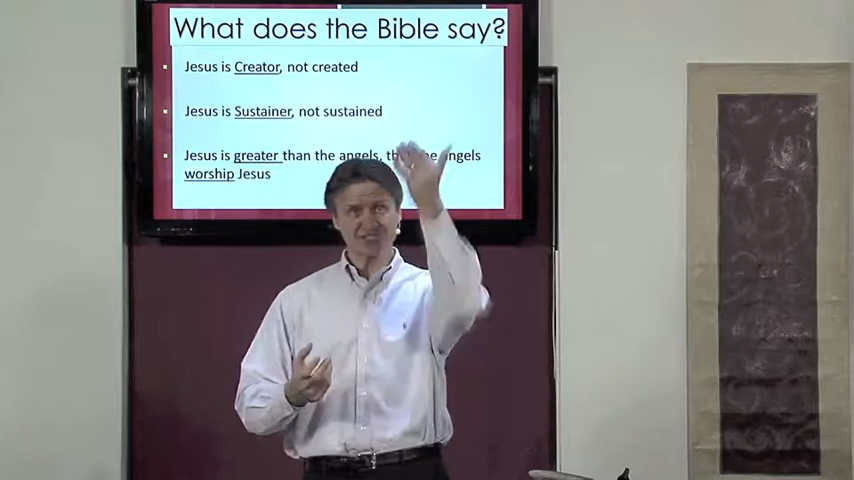 What does the Bible say?
Jesus is Creator, not created
Jesus is Sustainer, not sustained
Jesus is greater than the angels, angels
worship Jesus